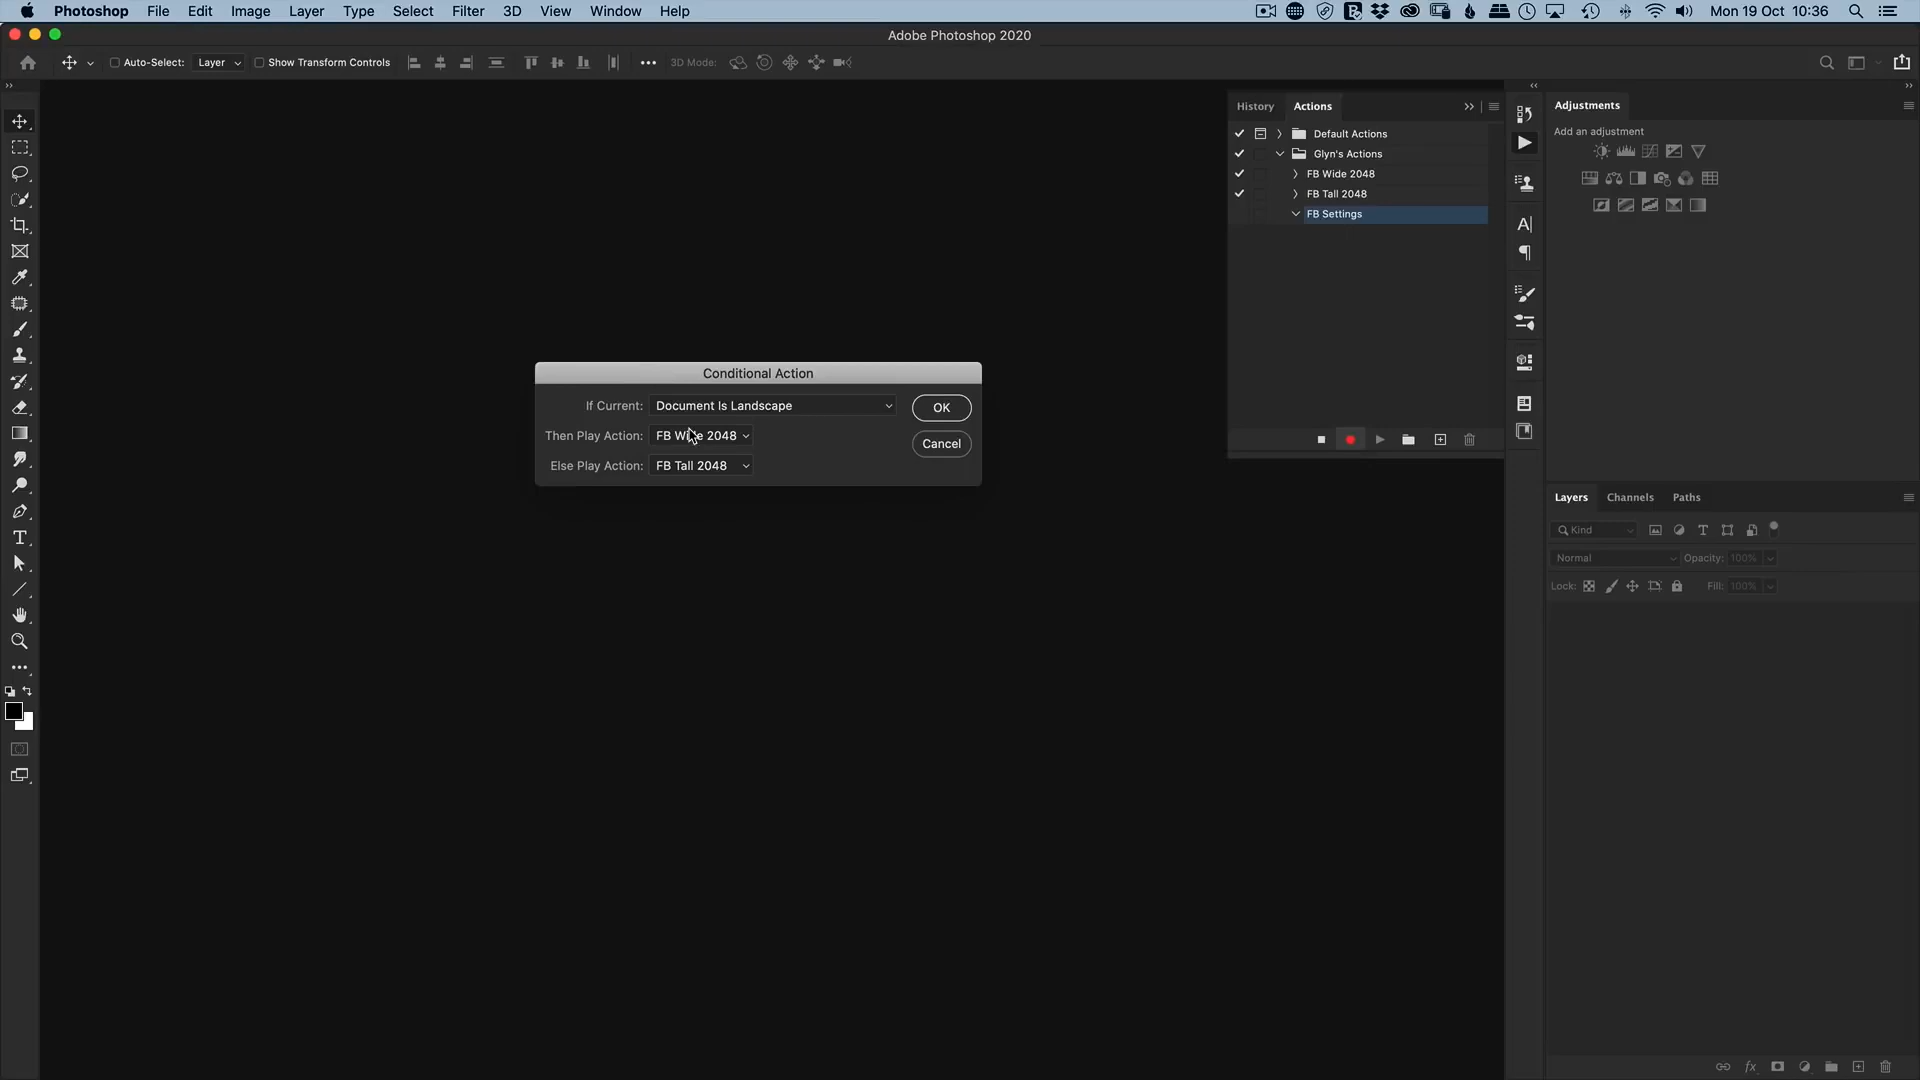 Photoshop File Edit Image Layer Type Select Filter 3D View Window Help Mon 19 Oct 10:36
Adobe Photoshop 2020
Auto-Select: Layer Show Transform Controls 3D Mode:
History Actions
Default Actions
Glyn's Actions
FB Wide 2048
FB Tall 2048
FB Settings
Adjustments
Add an adjustment
Conditional Action
If Current: Document Is Landscape
OK
Then Play Action: FB Wide 2048
Cancel
Else Play Action: FB Tall 2048
Layers Channels Paths
Kind
Normal Opacity: 100%
Lock: Fill: 100%